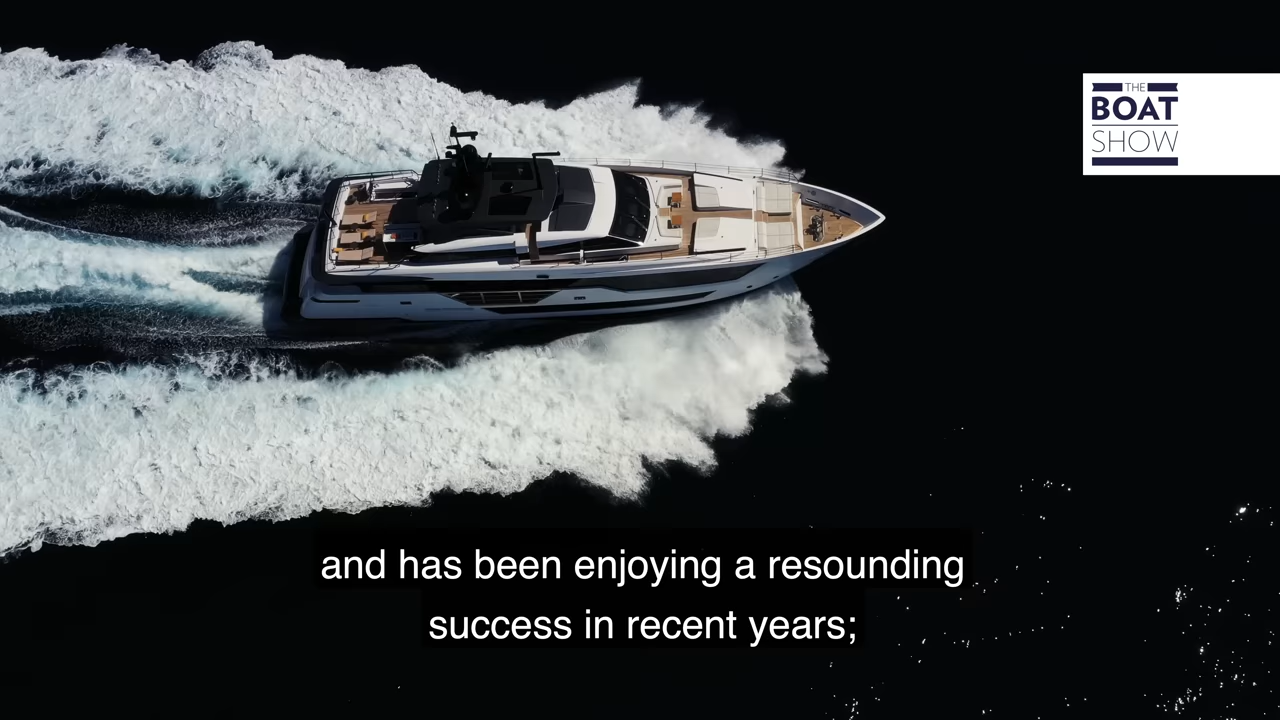 THE
BOAT
SHOW
and has been enjoying a resounding
success in recent years;